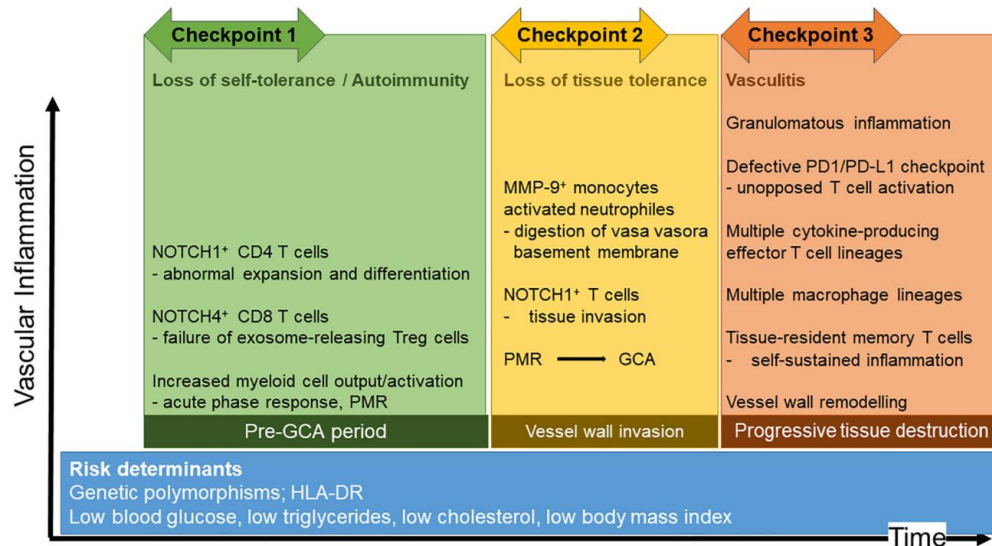 Checkpoint 1
Loss of self-tolerance / Autoimmunity
NOTCH1⁺ CD4 T cells
- abnormal expansion and differentiation
NOTCH4⁺ CD8 T cells
- failure of exosome-releasing Treg cells
Increased myeloid cell output/activation
- acute phase response, PMR
Pre-GCA period
Checkpoint 2
Loss of tissue tolerance
MMP-9⁺ monocytes
activated neutrophiles
- digestion of vasa vasora
basement membrane
NOTCH1⁺ T cells
- tissue invasion
PMR → GCA
Vessel wall invasion
Checkpoint 3
Vasculitis
Granulomatous inflammation
Defective PD1/PD-L1 checkpoint
- unopposed T cell activation
Multiple cytokine-producing
effector T cell lineages
Multiple macrophage lineages
Tissue-resident memory T cells
- self-sustained inflammation
Vessel wall remodelling
Progressive tissue destruction
Vascular Inflammation
Risk determinants
Genetic polymorphisms; HLA-DR
Low blood glucose, low triglycerides, low cholesterol, low body mass index
Time